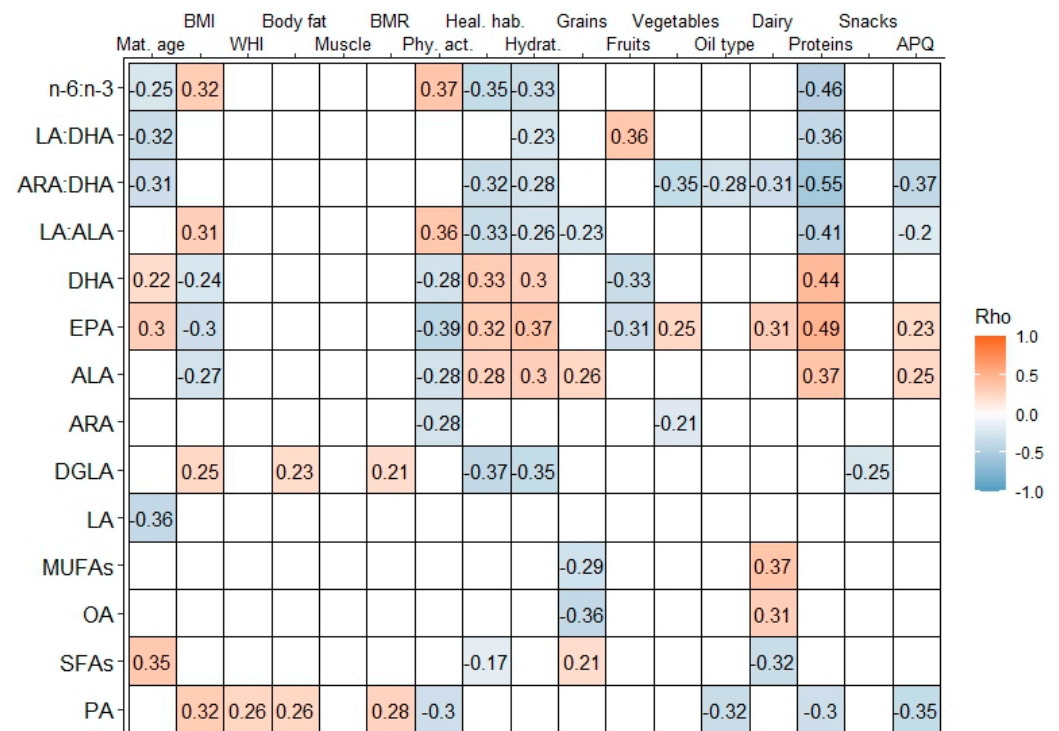 BMI Body fat BMR Heal. hab. Grains Vegetables Dairy Snacks
Mat. age WHI Muscle Phy. act. Hydrat. Fruits Oil type Proteins APQ
n-6:n-3 -0.25 0.32 0.37 -0.35 -0.33 -0.46
LA:DHA -0.32 -0.23 0.36 -0.36
ARA:DHA -0.31 -0.32 -0.28 -0.35 -0.28 -0.31 -0.55 -0.37
LA:ALA 0.31 0.36 -0.33 -0.26 -0.23 -0.41 -0.2
DHA 0.22 -0.24 -0.28 0.33 0.3 -0.33 0.44
EPA 0.3 -0.3 -0.39 0.32 0.37 -0.31 0.25 0.31 0.49 0.23
ALA -0.27 -0.28 0.28 0.3 0.26 0.37 0.25
ARA -0.28 -0.21
DGLA 0.25 0.23 0.21 -0.37 -0.35 -0.25
LA -0.36
MUFAs -0.29 0.37
OA -0.36 0.31
SFAs 0.35 -0.17 0.21 -0.32
PA 0.32 0.26 0.26 0.28 -0.3 -0.32 -0.3 -0.35
Rho
1.0
0.5
0.0
-0.5
-1.0